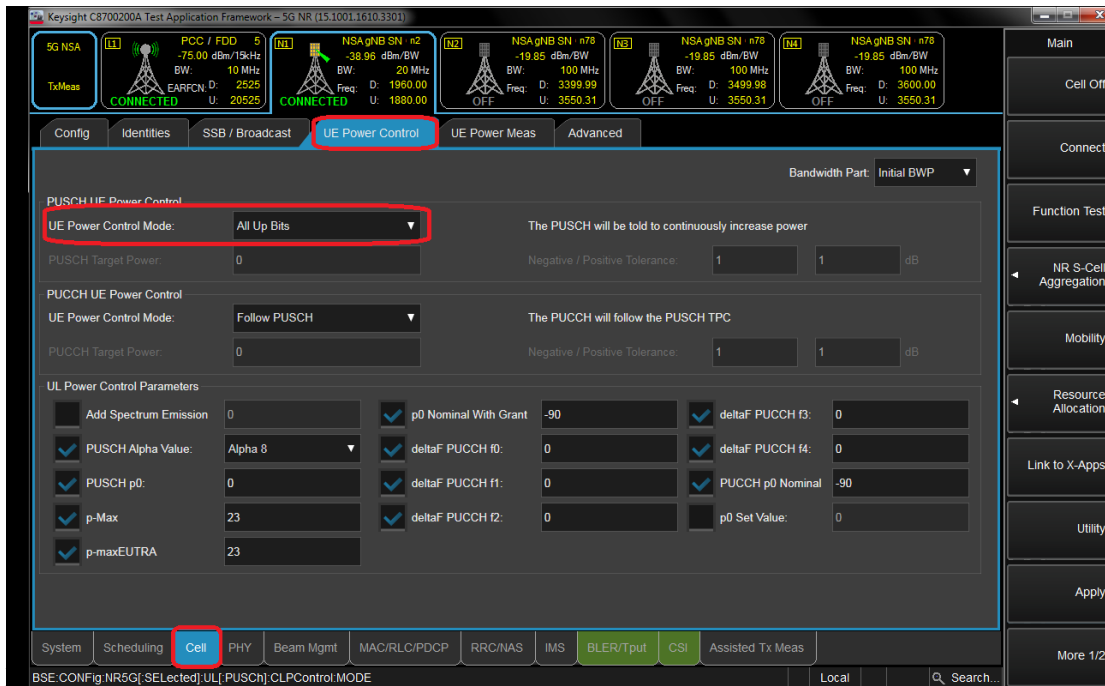 Keysight C8700200A Test Application Framework – 5G NR (15.1001.1610.3301)
5G NSA
TxMeas
L1
PCC / FDD 5
-75.00 dBm/15kHz
BW: 10 MHz
EARFCN: D: 2525
CONNECTED U: 20525
N1
NSA gNB SN · n2
-38.96 dBm/BW
BW: 20 MHz
Freq: D: 1960.00
CONNECTED U: 1880.00
N2
NSA gNB SN · n78
-19.85 dBm/BW
BW: 100 MHz
Freq: D: 3399.99
OFF U: 3550.31
N3
NSA gNB SN · n78
-19.85 dBm/BW
BW: 100 MHz
Freq: D: 3499.98
OFF U: 3550.31
N4
NSA gNB SN · n78
-19.85 dBm/BW
BW: 100 MHz
Freq: D: 3600.00
OFF U: 3550.31
Config Identities SSB / Broadcast UE Power Control UE Power Meas Advanced
Bandwidth Part: Initial BWP
PUSCH UE Power Control
UE Power Control Mode: All Up Bits The PUSCH will be told to continuously increase power
PUSCH Target Power: 0 Negative / Positive Tolerance: 1 1 dB
PUCCH UE Power Control
UE Power Control Mode: Follow PUSCH The PUCCH will follow the PUSCH TPC
PUCCH Target Power: 0 Negative / Positive Tolerance: 1 1 dB
UL Power Control Parameters
Add Spectrum Emission 0 p0 Nominal With Grant -90 deltaF PUCCH f3: 0
PUSCH Alpha Value: Alpha 8 deltaF PUCCH f0: 0 deltaF PUCCH f4: 0
PUSCH p0: 0 deltaF PUCCH f1: 0 PUCCH p0 Nominal -90
p-Max 23 deltaF PUCCH f2: 0 p0 Set Value: 0
p-maxEUTRA 23
System Scheduling Cell PHY Beam Mgmt MAC/RLC/PDCP RRC/NAS IMS BLER/Tput CSI Assisted Tx Meas
BSE:CONFig:NR5G[:SELected]:UL[:PUSCh]:CLPControl:MODE Local Search...
Main
Cell Off
Connect
Function Test
NR S-Cell
Aggregation
Mobility
Resource
Allocation
Link to X-Apps
Utility
Apply
More 1/2